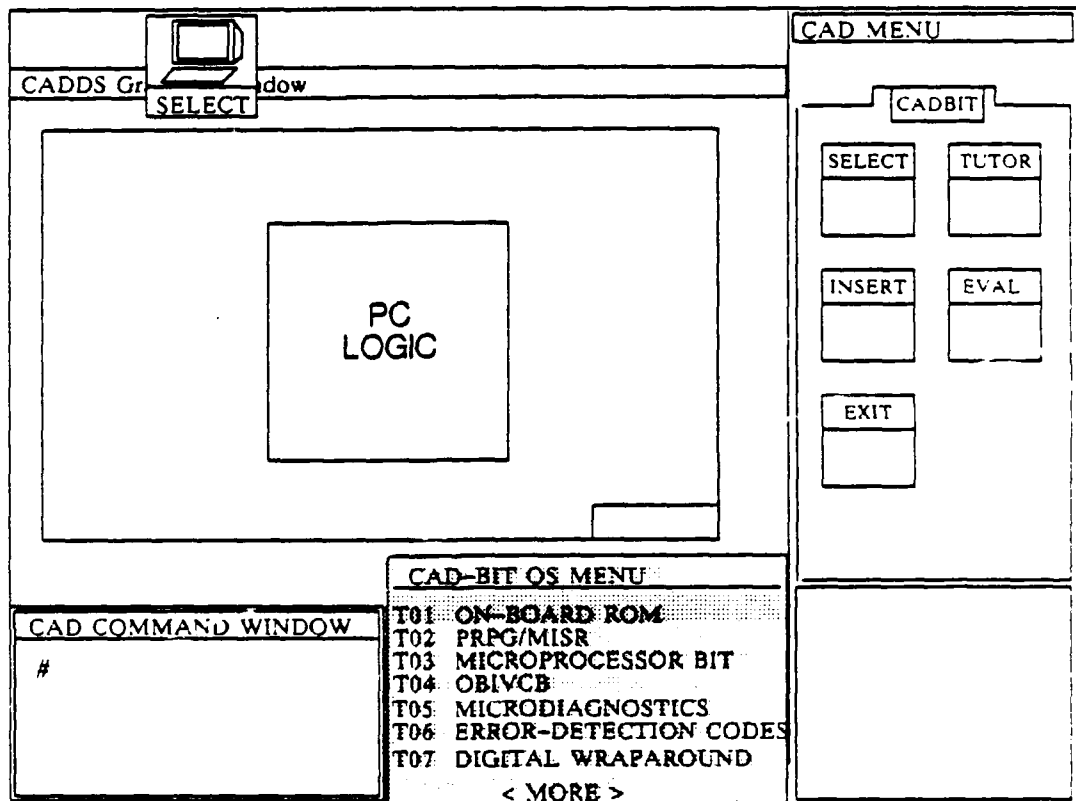 CAD MENU
CADDS Gr
dow
SELECT
CADBIT
SELECT
TUTOR
INSERT
EVAL
EXIT
PC
LOGIC
CAD COMMAND WINDOW
#
CAD-BIT OS MENU
T01 ON-BOARD ROM
T02 PRPG/MISR
T03 MICROPROCESSOR BIT
T04 OBIVCB
T05 MICRODIAGNOSTICS
T06 ERROR-DETECTION CODES
T07 DIGITAL WRAPAROUND
< MORE >